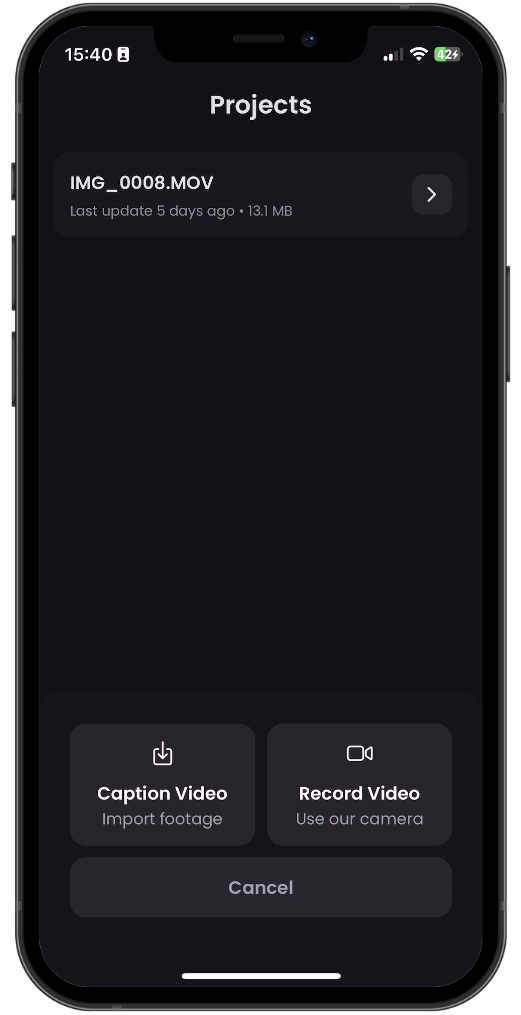 15:40
42
Projects
IMG_0008.MOV
Last update 5 days ago • 13.1 MB
Caption Video
Import footage
Record Video
Use our camera
Cancel